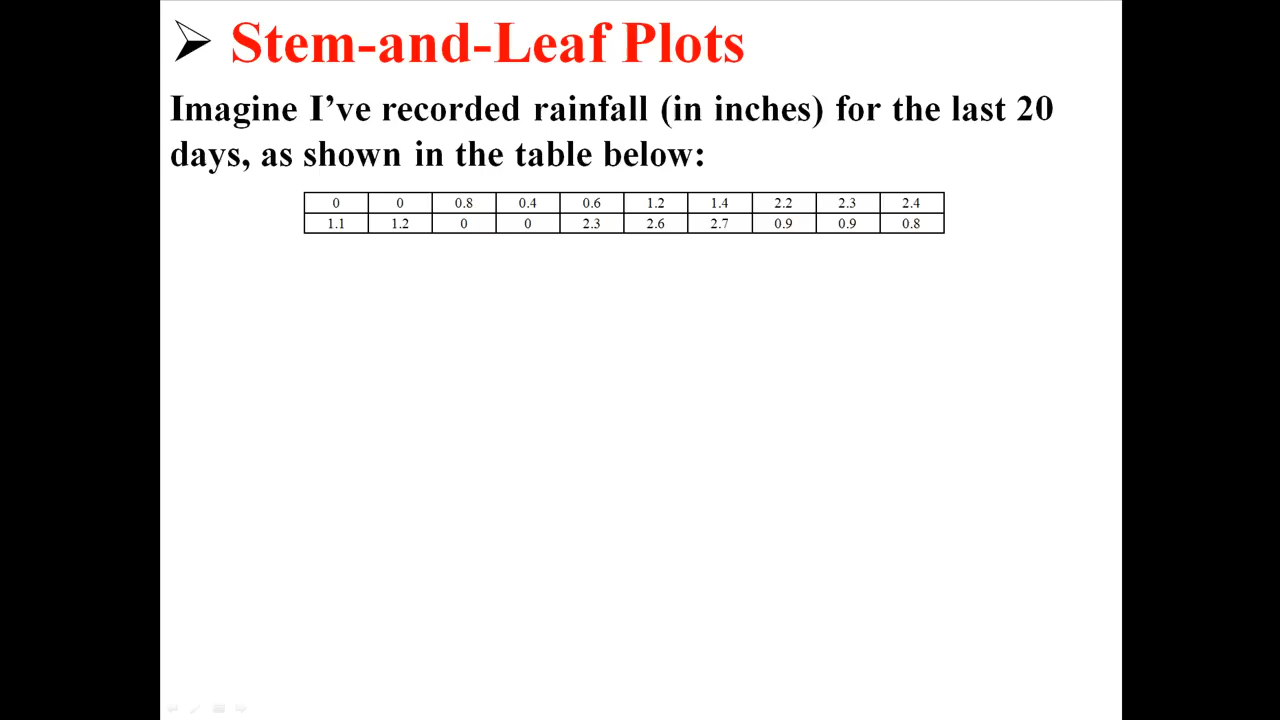 Stem-and-Leaf Plots
Imagine I’ve recorded rainfall (in inches) for the last 20
days, as shown in the table below:
0 0 0.8 0.4 0.6 1.2 1.4 2.2 2.3 2.4
1.1 1.2 0 0 2.3 2.6 2.7 0.9 0.9 0.8